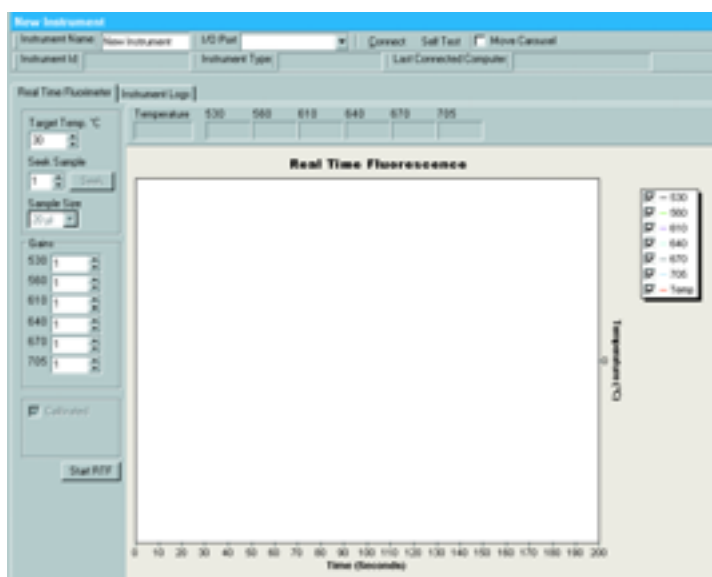 New Instrument
Instrument Name: New Instrument I/O Port Connect Self Test Move Carousel
Instrument Id: Instrument Type: Last Connected Computer:
Real Time Fluorimeter Instrument Logs
Target Temp. °C
30
Seek Sample
1 Seek
Sample Size
20 µl
Gains
530 1
560 1
610 1
640 1
670 1
705 1
Calibrated
Start RTF
Temperature 530 560 610 640 670 705
Real Time Fluorescence
530
560
610
640
670
705
Temp
Temperature (°C)
0
0 10 20 30 40 50 60 70 80 90 100 110 120 130 140 150 160 170 180 190 200
Time (Seconds)